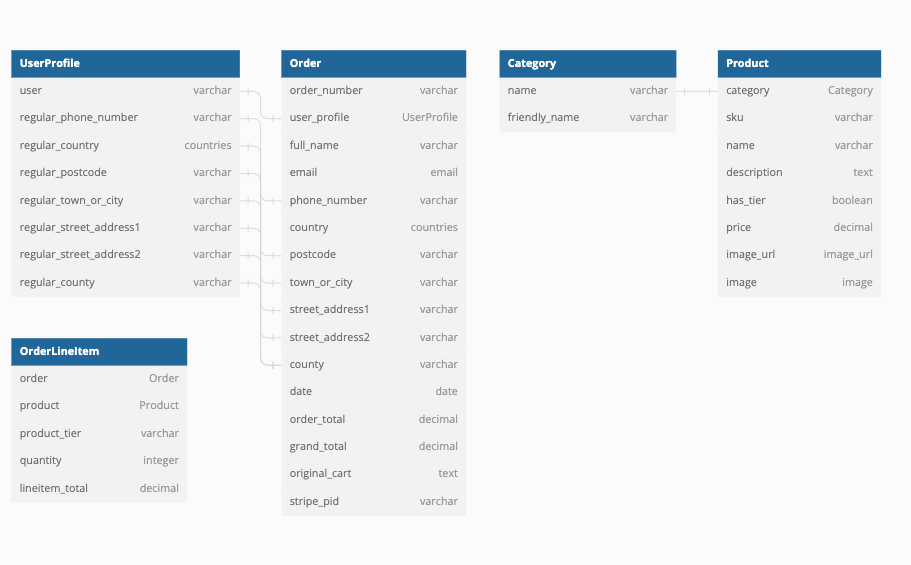 UserProfile
user varchar
regular_phone_number varchar
regular_country countries
regular_postcode varchar
regular_town_or_city varchar
regular_street_address1 varchar
regular_street_address2 varchar
regular_county varchar
OrderLineItem
order Order
product Product
product_tier varchar
quantity integer
lineitem_total decimal
Order
order_number varchar
user_profile UserProfile
full_name varchar
email email
phone_number varchar
country countries
postcode varchar
town_or_city varchar
street_address1 varchar
street_address2 varchar
county varchar
date date
order_total decimal
grand_total decimal
original_cart text
stripe_pid varchar
Category
name varchar
friendly_name varchar
Product
category Category
sku varchar
name varchar
description text
has_tier boolean
price decimal
image_url image_url
image image